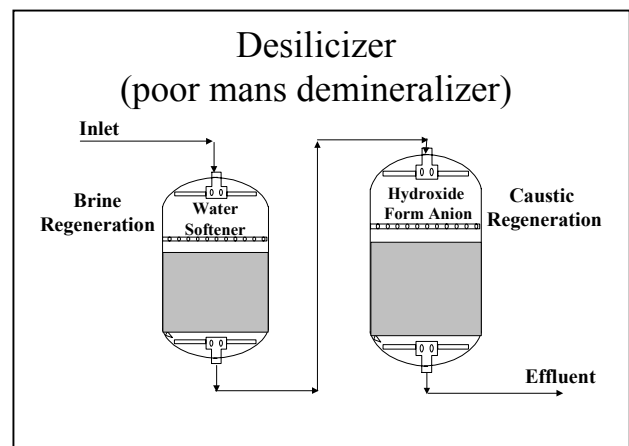 Desilicizer
(poor mans demineralizer)
Inlet
Brine
Regeneration
Water
Softener
Hydroxide
Form Anion
Caustic
Regeneration
Effluent